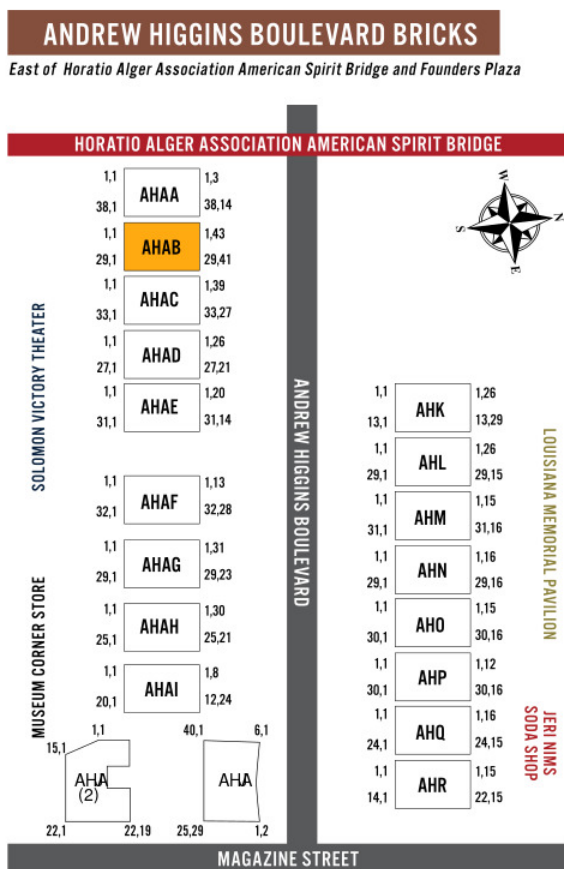 ANDREW HIGGINS BOULEVARD BRICKS
East of Horatio Alger Association American Spirit Bridge and Founders Plaza
HORATIO ALGER ASSOCIATION AMERICAN SPIRIT BRIDGE
1,1 1,3
AHAA
38,1 38,14
1,1 1,43
AHAB
29,1 29,41
1,1 1,39
AHAC
33,1 33,27
1,1 1,26
AHAD
27,1 27,21
1,1 1,20
AHAE
31,1 31,14
1,1 1,13
AHAF
32,1 32,28
1,1 1,31
AHAG
29,1 29,23
1,1 1,30
AHAH
25,1 25,21
1,1 1,8
AHAI
20,1 12,24
1,1
15,1
AHA
(2)
22,1 22,19
40,1 6,1
AHA
25,29 1,2
SOLOMON VICTORY THEATER
MUSEUM CORNER STORE
ANDREW HIGGINS BOULEVARD
W
N
S
E
1,1 1,26
AHK
13,1 13,29
1,1 1,26
AHL
29,1 29,15
1,1 1,15
AHM
31,1 31,16
1,1 1,16
AHN
29,1 29,16
1,1 1,15
AHO
30,1 30,16
1,1 1,12
AHP
30,1 30,16
1,1 1,16
AHQ
24,1 24,15
1,1 1,15
AHR
14,1 22,15
LOUISIANA MEMORIAL PAVILION
JERI NIMS
SODA SHOP
MAGAZINE STREET